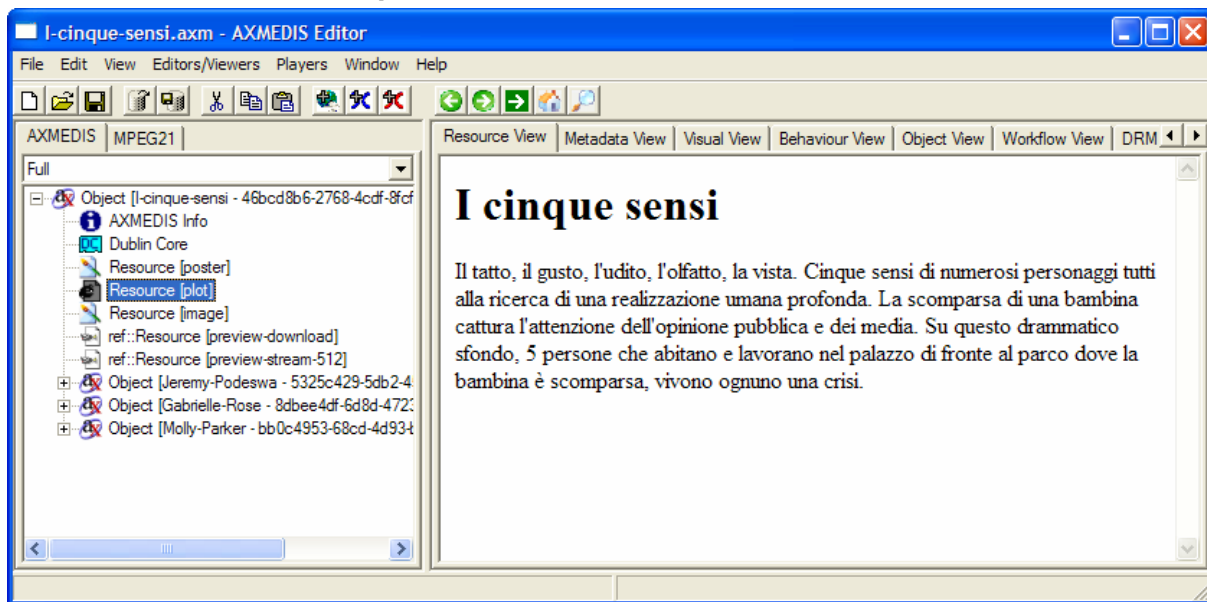 I-cinque-sensi.axm - AXMEDIS Editor
File Edit View Editors/Viewers Players Window Help
AXMEDIS MPEG21
Resource View Metadata View Visual View Behaviour View Object View Workflow View DRM
Full
Object [I-cinque-sensi - 46bcd8b6-2768-4cdf-8fcf
AXMEDIS Info
DC Dublin Core
Resource [poster]
Resource [plot]
Resource [image]
ref::Resource [preview-download]
ref::Resource [preview-stream-512]
Object [Jeremy-Podeswa - 5325c429-5db2-4
Object [Gabrielle-Rose - 8dbee4df-6d8d-4723
Object [Molly-Parker - bb0c4953-68cd-4d93-b
I cinque sensi
Il tatto, il gusto, l'udito, l'olfatto, la vista. Cinque sensi di numerosi personaggi tutti
alla ricerca di una realizzazione umana profonda. La scomparsa di una bambina
cattura l'attenzione dell'opinione pubblica e dei media. Su questo drammatico
sfondo, 5 persone che abitano e lavorano nel palazzo di fronte al parco dove la
bambina è scomparsa, vivono ognuno una crisi.